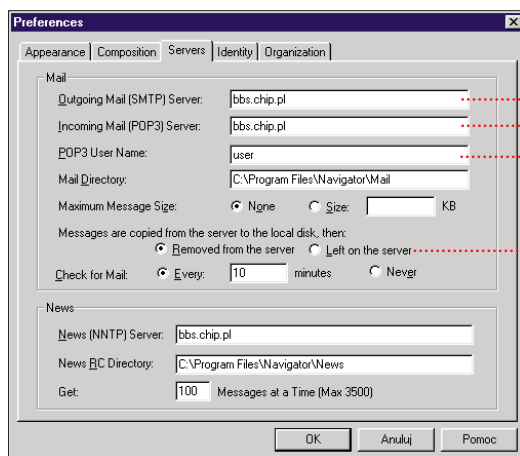 Preferences
Appearance Composition Servers Identity Organization
Mail
Outgoing Mail (SMTP) Server: bbs.chip.pl
Incoming Mail (POP3) Server: bbs.chip.pl
POP3 User Name: user
Mail Directory: C:\Program Files\Navigator\Mail
Maximum Message Size: None Size: KB
Messages are copied from the server to the local disk, then:
Removed from the server Left on the server
Check for Mail: Every: 10 minutes Never
News
News (NNTP) Server: bbs.chip.pl
News RC Directory: C:\Program Files\Navigator\News
Get: 100 Messages at a Time (Max 3500)
OK Anuluj Pomoc